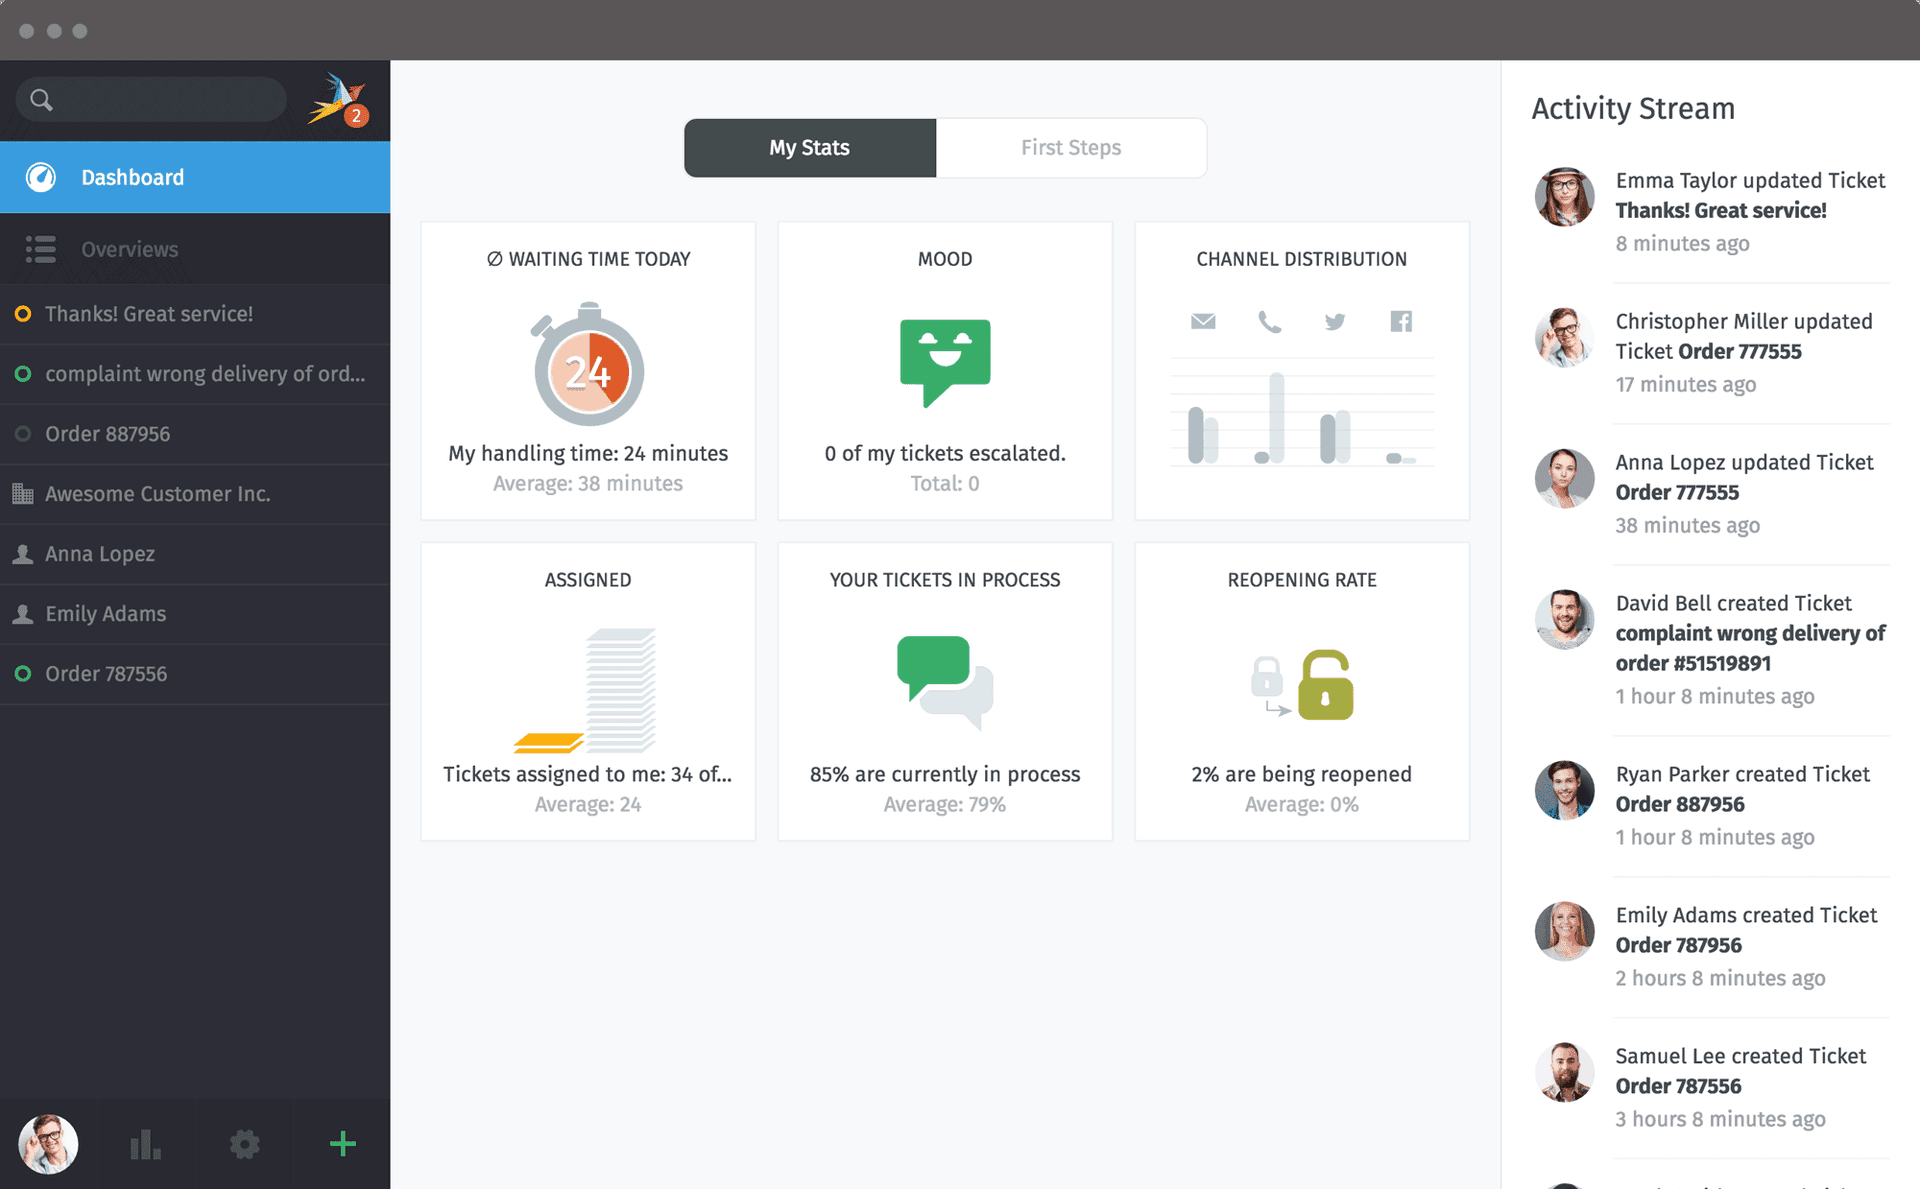 2
Dashboard
Overviews
Thanks! Great service!
complaint wrong delivery of ord...
Order 887956
Awesome Customer Inc.
Anna Lopez
Emily Adams
Order 787556
My Stats
First Steps
∅ WAITING TIME TODAY
24
My handling time: 24 minutes
Average: 38 minutes
MOOD
0 of my tickets escalated.
Total: 0
CHANNEL DISTRIBUTION
ASSIGNED
Tickets assigned to me: 34 of...
Average: 24
YOUR TICKETS IN PROCESS
85% are currently in process
Average: 79%
REOPENING RATE
2% are being reopened
Average: 0%
Activity Stream
Emma Taylor updated Ticket
Thanks! Great service!
8 minutes ago
Christopher Miller updated
Ticket Order 777555
17 minutes ago
Anna Lopez updated Ticket
Order 777555
38 minutes ago
David Bell created Ticket
complaint wrong delivery of
order #51519891
1 hour 8 minutes ago
Ryan Parker created Ticket
Order 887956
1 hour 8 minutes ago
Emily Adams created Ticket
Order 787956
2 hours 8 minutes ago
Samuel Lee created Ticket
Order 787556
3 hours 8 minutes ago